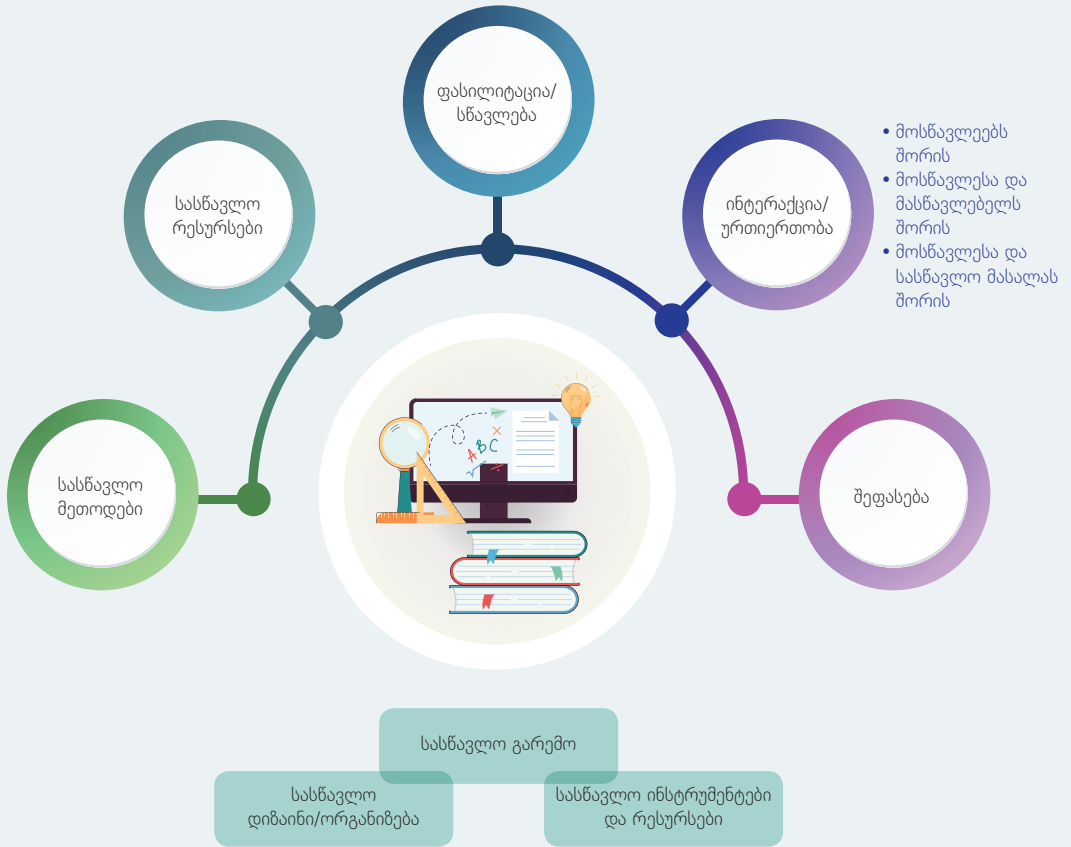 ფასილიტაცია/
სწავლება
სასწავლო
რესურსები
ინტერაქცია/
ურთიერთობა
• მოსწავლეებს
შორის
• მოსწავლესა და
მასწავლებელს
შორის
• მოსწავლესა და
სასწავლო მასალას
შორის
სასწავლო
მეთოდები
შეფასება
A B C
სასწავლო გარემო
სასწავლო
დიზაინი/ორგანიზება
სასწავლო ინსტრუმენტები
და რესურსები